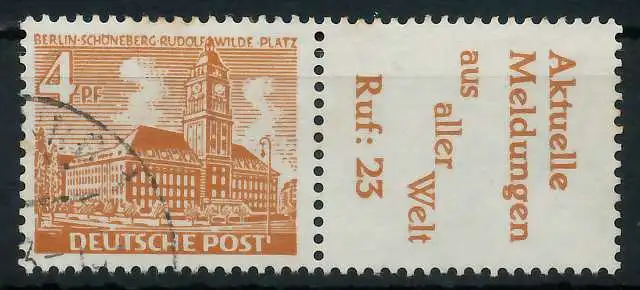 BERLIN-SCHÖNEBERG·RUDOLF WILDE PLATZ
4 PF
DEUTSCHE POST
Aktuelle
Meldungen
aus aller Welt
Ruf: 23